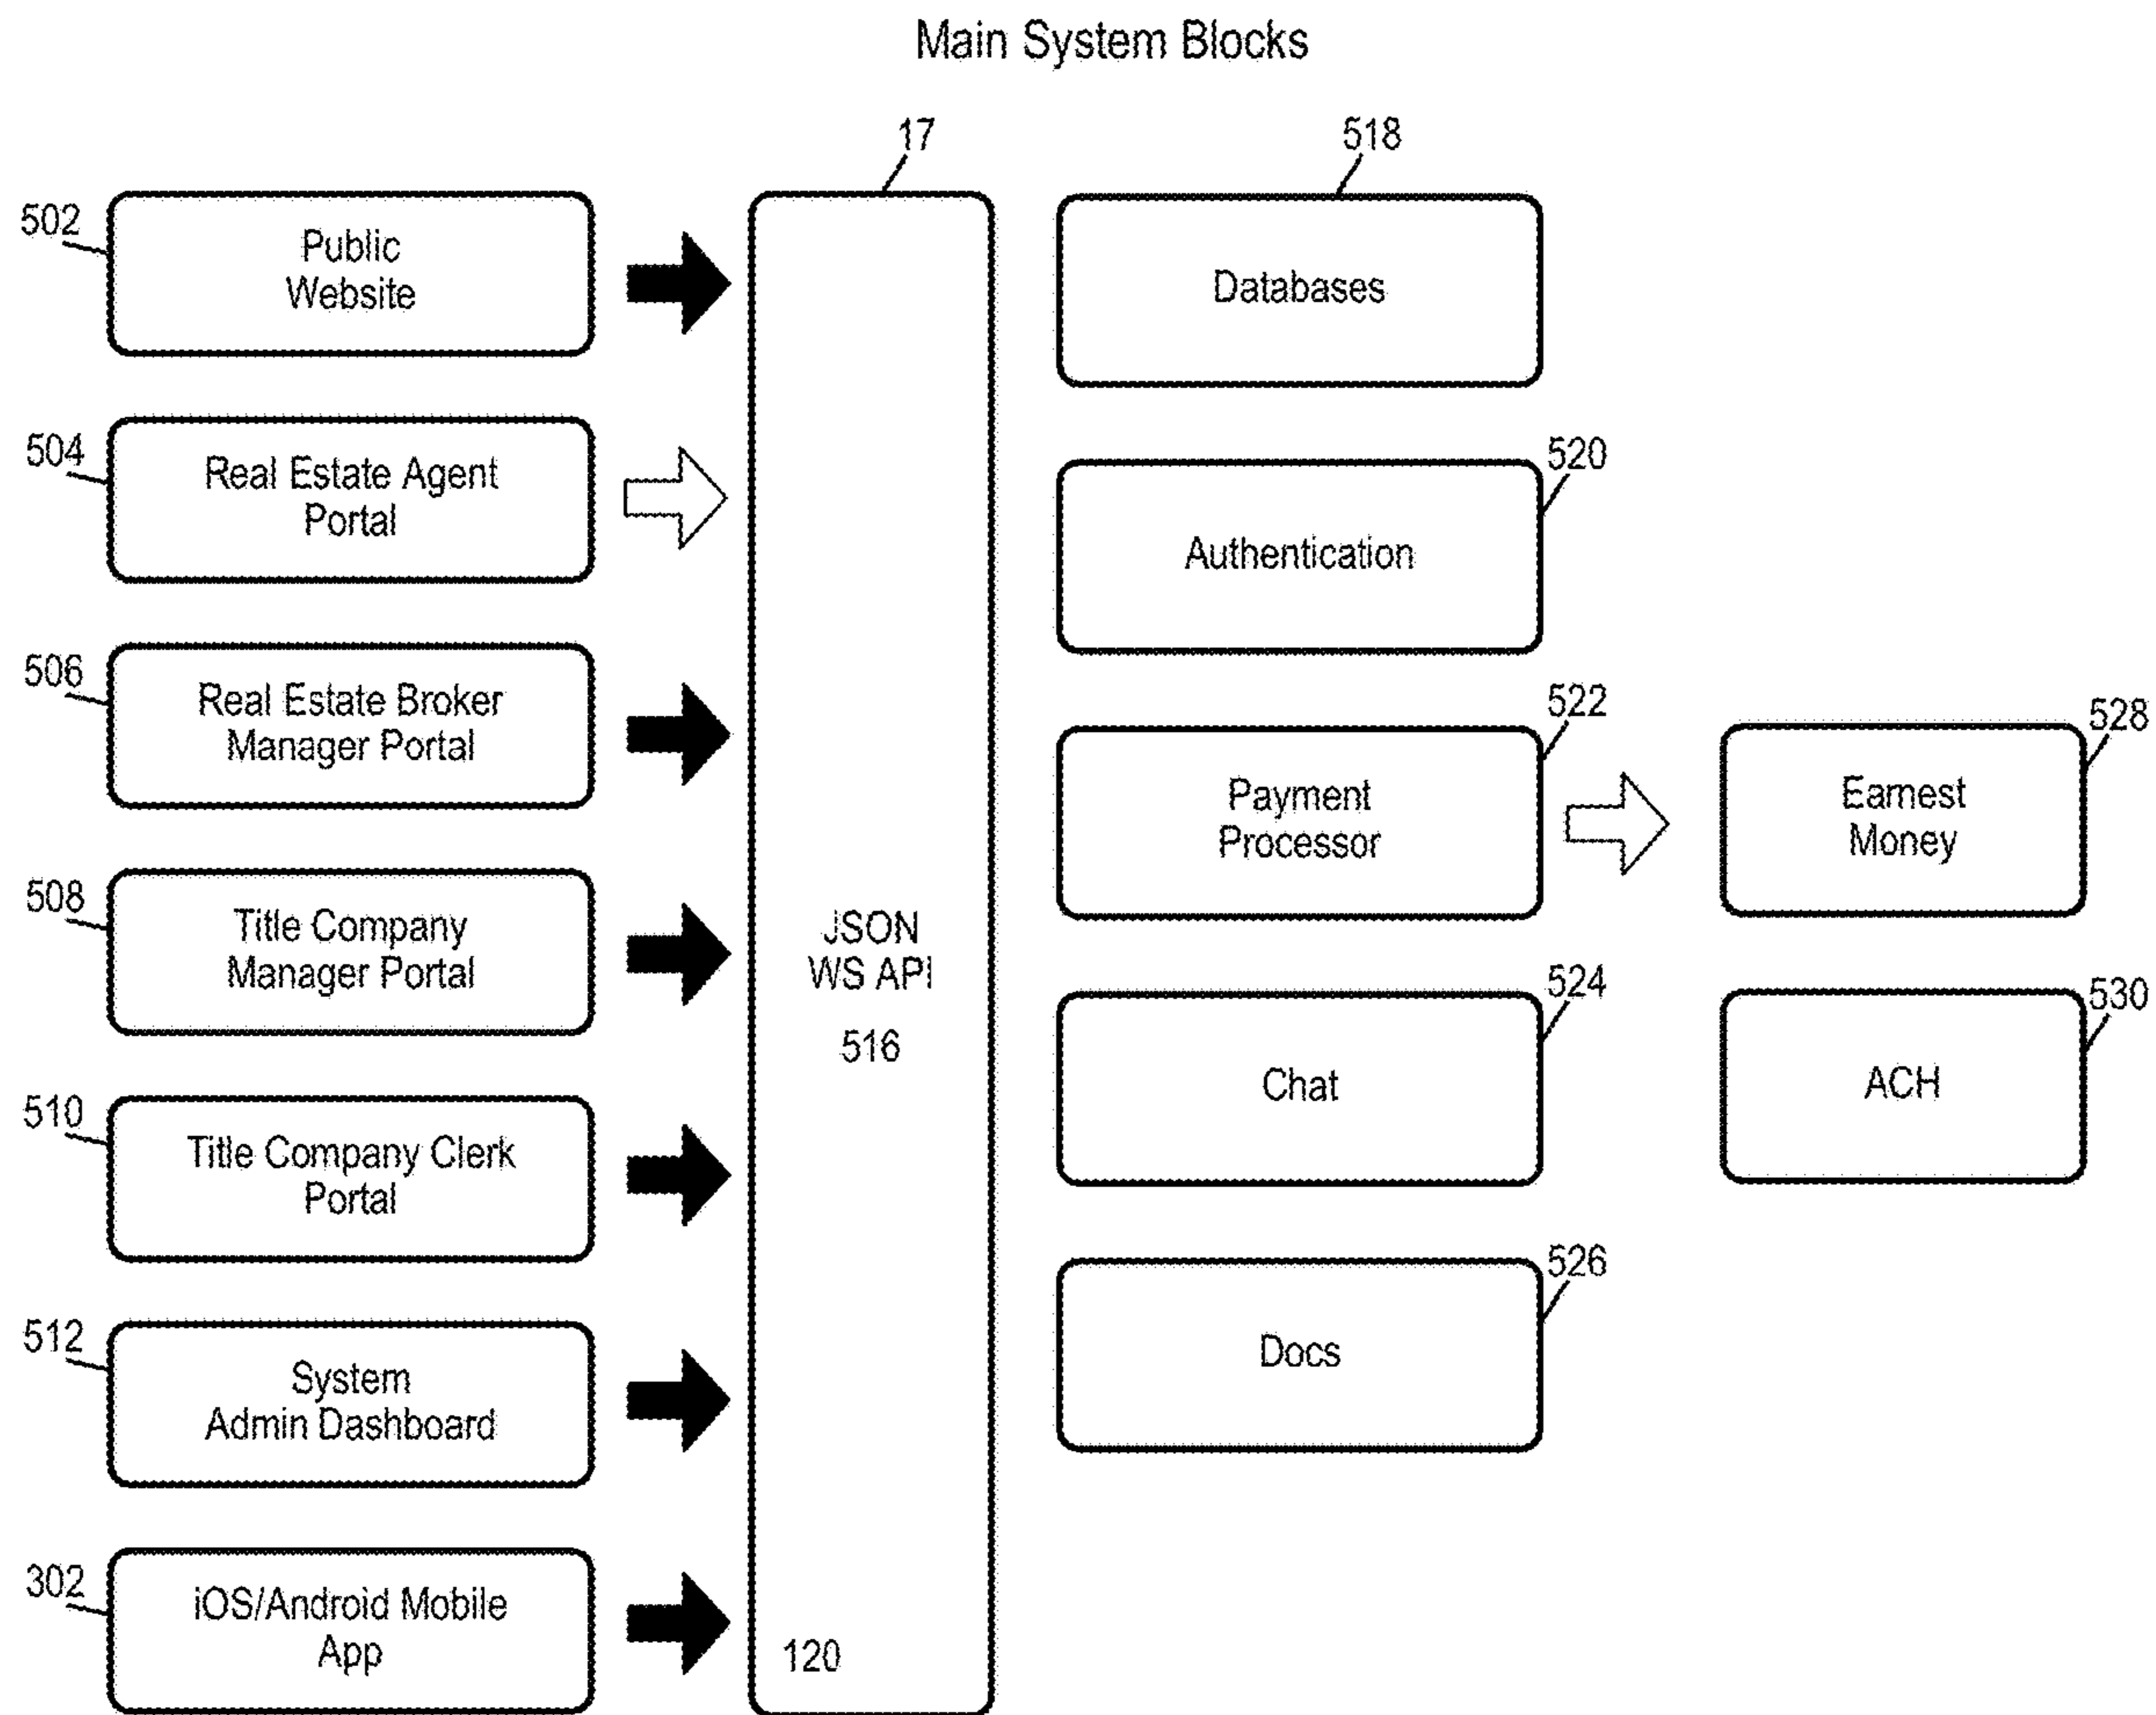 Main System Blocks
17
518
502
Public
Website
Databases
504
Real Estate Agent
Portal
520
Authentication
506
Real Estate Broker
Manager Portal
522
Payment
Processor
528
Earnest
Money
508
Title Company
Manager Portal
JSON
WS API
516
524
Chat
530
ACH
510
Title Company Clerk
Portal
526
Docs
512
System
Admin Dashboard
302
iOS/Android Mobile
App
120